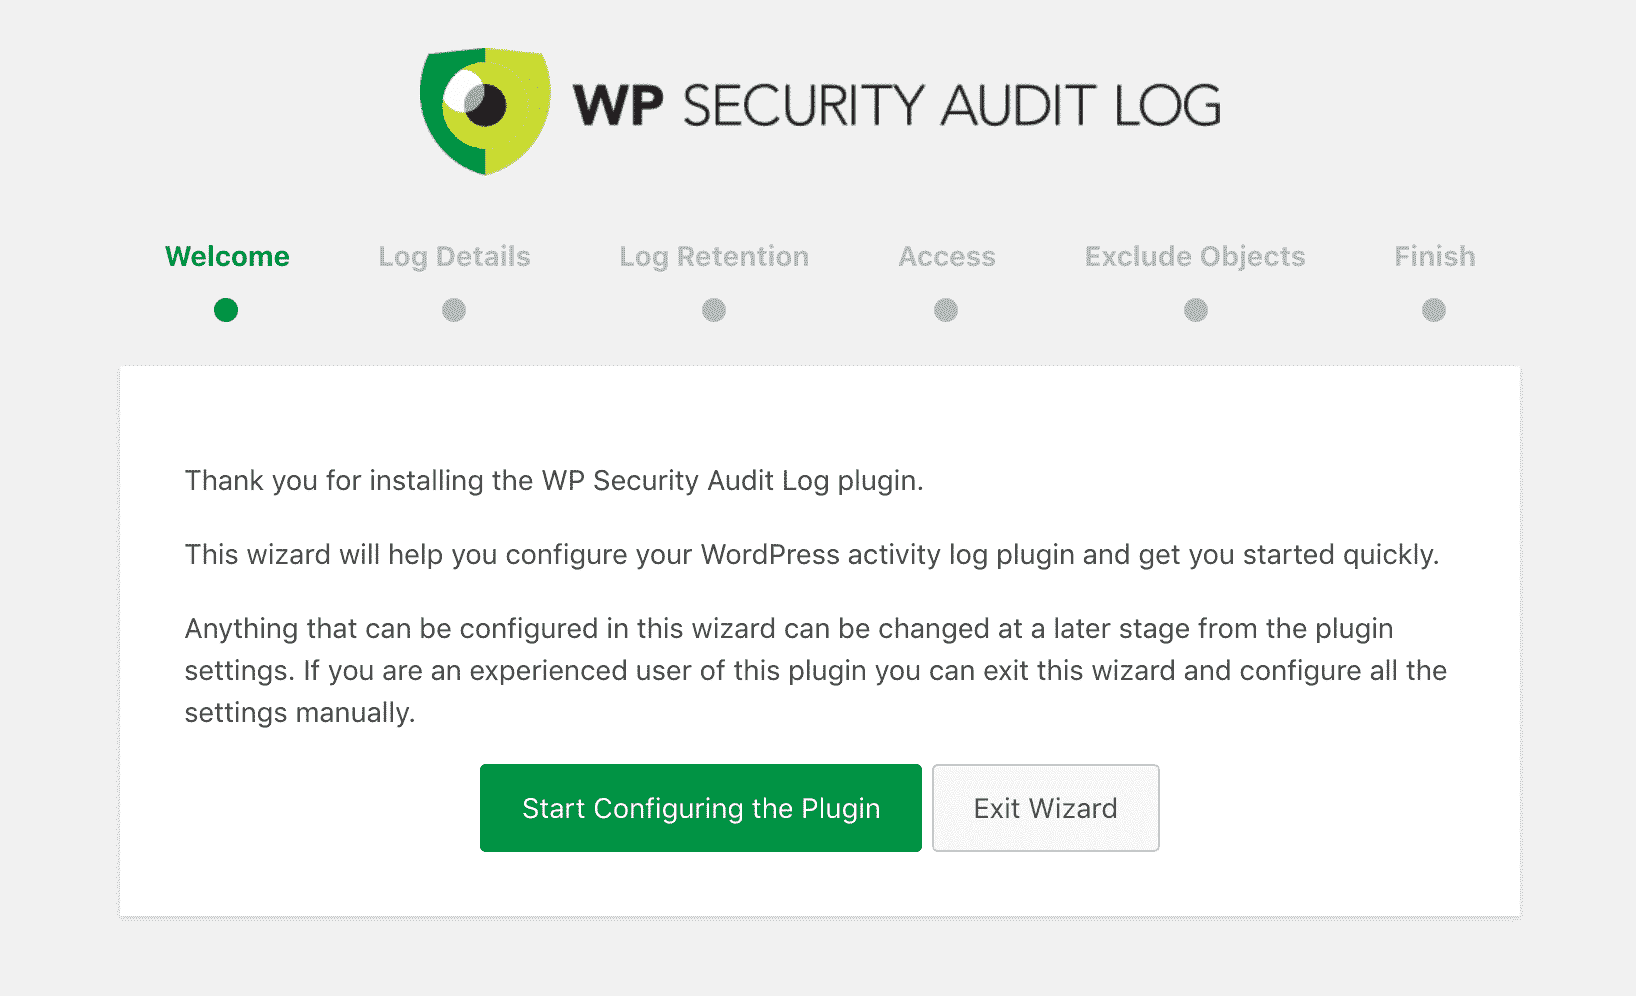 WP SECURITY AUDIT LOG
Welcome
Log Details
Log Retention
Access
Exclude Objects
Finish
Thank you for installing the WP Security Audit Log plugin.
This wizard will help you configure your WordPress activity log plugin and get you started quickly.
Anything that can be configured in this wizard can be changed at a later stage from the plugin
settings. If you are an experienced user of this plugin you can exit this wizard and configure all the
settings manually.
Start Configuring the Plugin
Exit Wizard